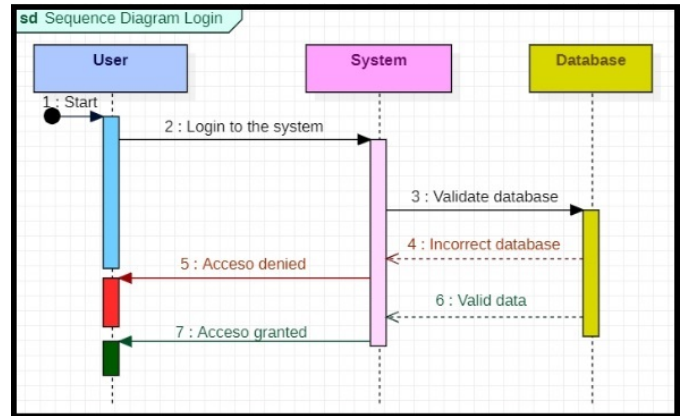 sd Sequence Diagram Login
User
System
Database
1 : Start
2 : Login to the system
3 : Validate database
4 : Incorrect database
5 : Acceso denied
6 : Valid data
7 : Acceso granted